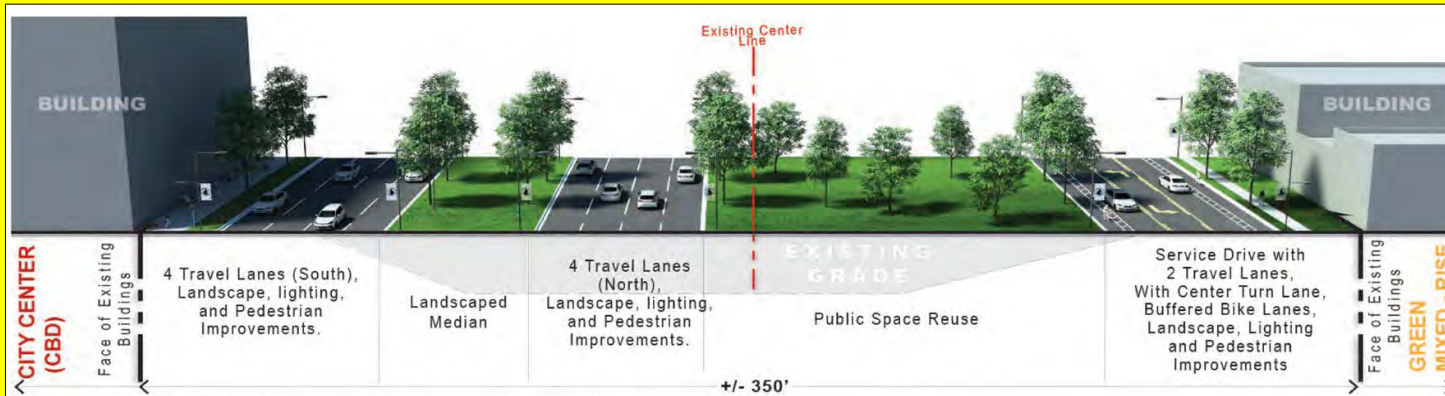 Existing Center
Line
BUILDING
BUILDING
EXISTING
GRADE
CITY CENTER
(CBD)
Face of Existing
Buildings
4 Travel Lanes (South),
Landscape, lighting,
and Pedestrian
Improvements.
Landscaped
Median
4 Travel Lanes
(North),
Landscape, lighting,
and Pedestrian
Improvements.
Public Space Reuse
Service Drive with
2 Travel Lanes,
With Center Turn Lane,
Buffered Bike Lanes,
Landscape, Lighting
and Pedestrian
Improvements
Face of Existing
Buildings
GREEN
MIXED - RISE
+/- 350'